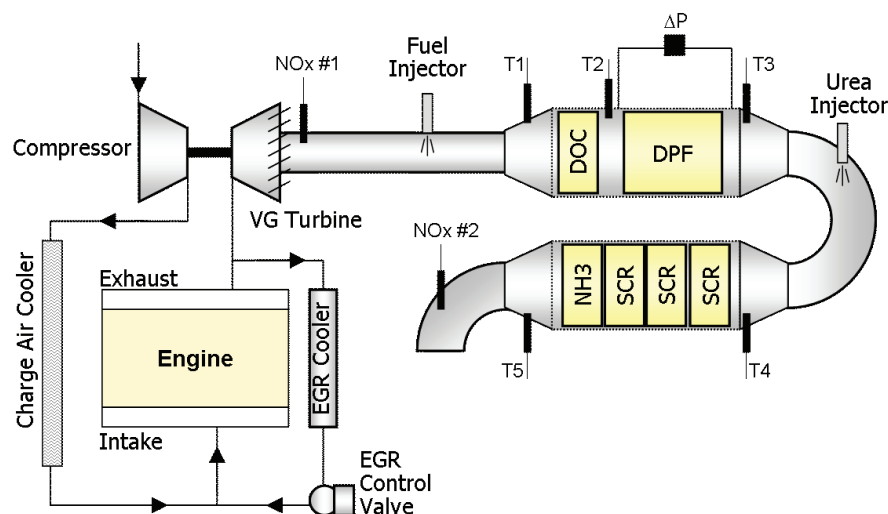 ΔP
Fuel
Injector
NOx #1
T1
T2
T3
Urea
Injector
Compressor
DOC
DPF
VG Turbine
NOx #2
Exhaust
NH3
SCR
SCR
SCR
Charge Air Cooler
Engine
EGR Cooler
T5
T4
Intake
EGR
Control
Valve